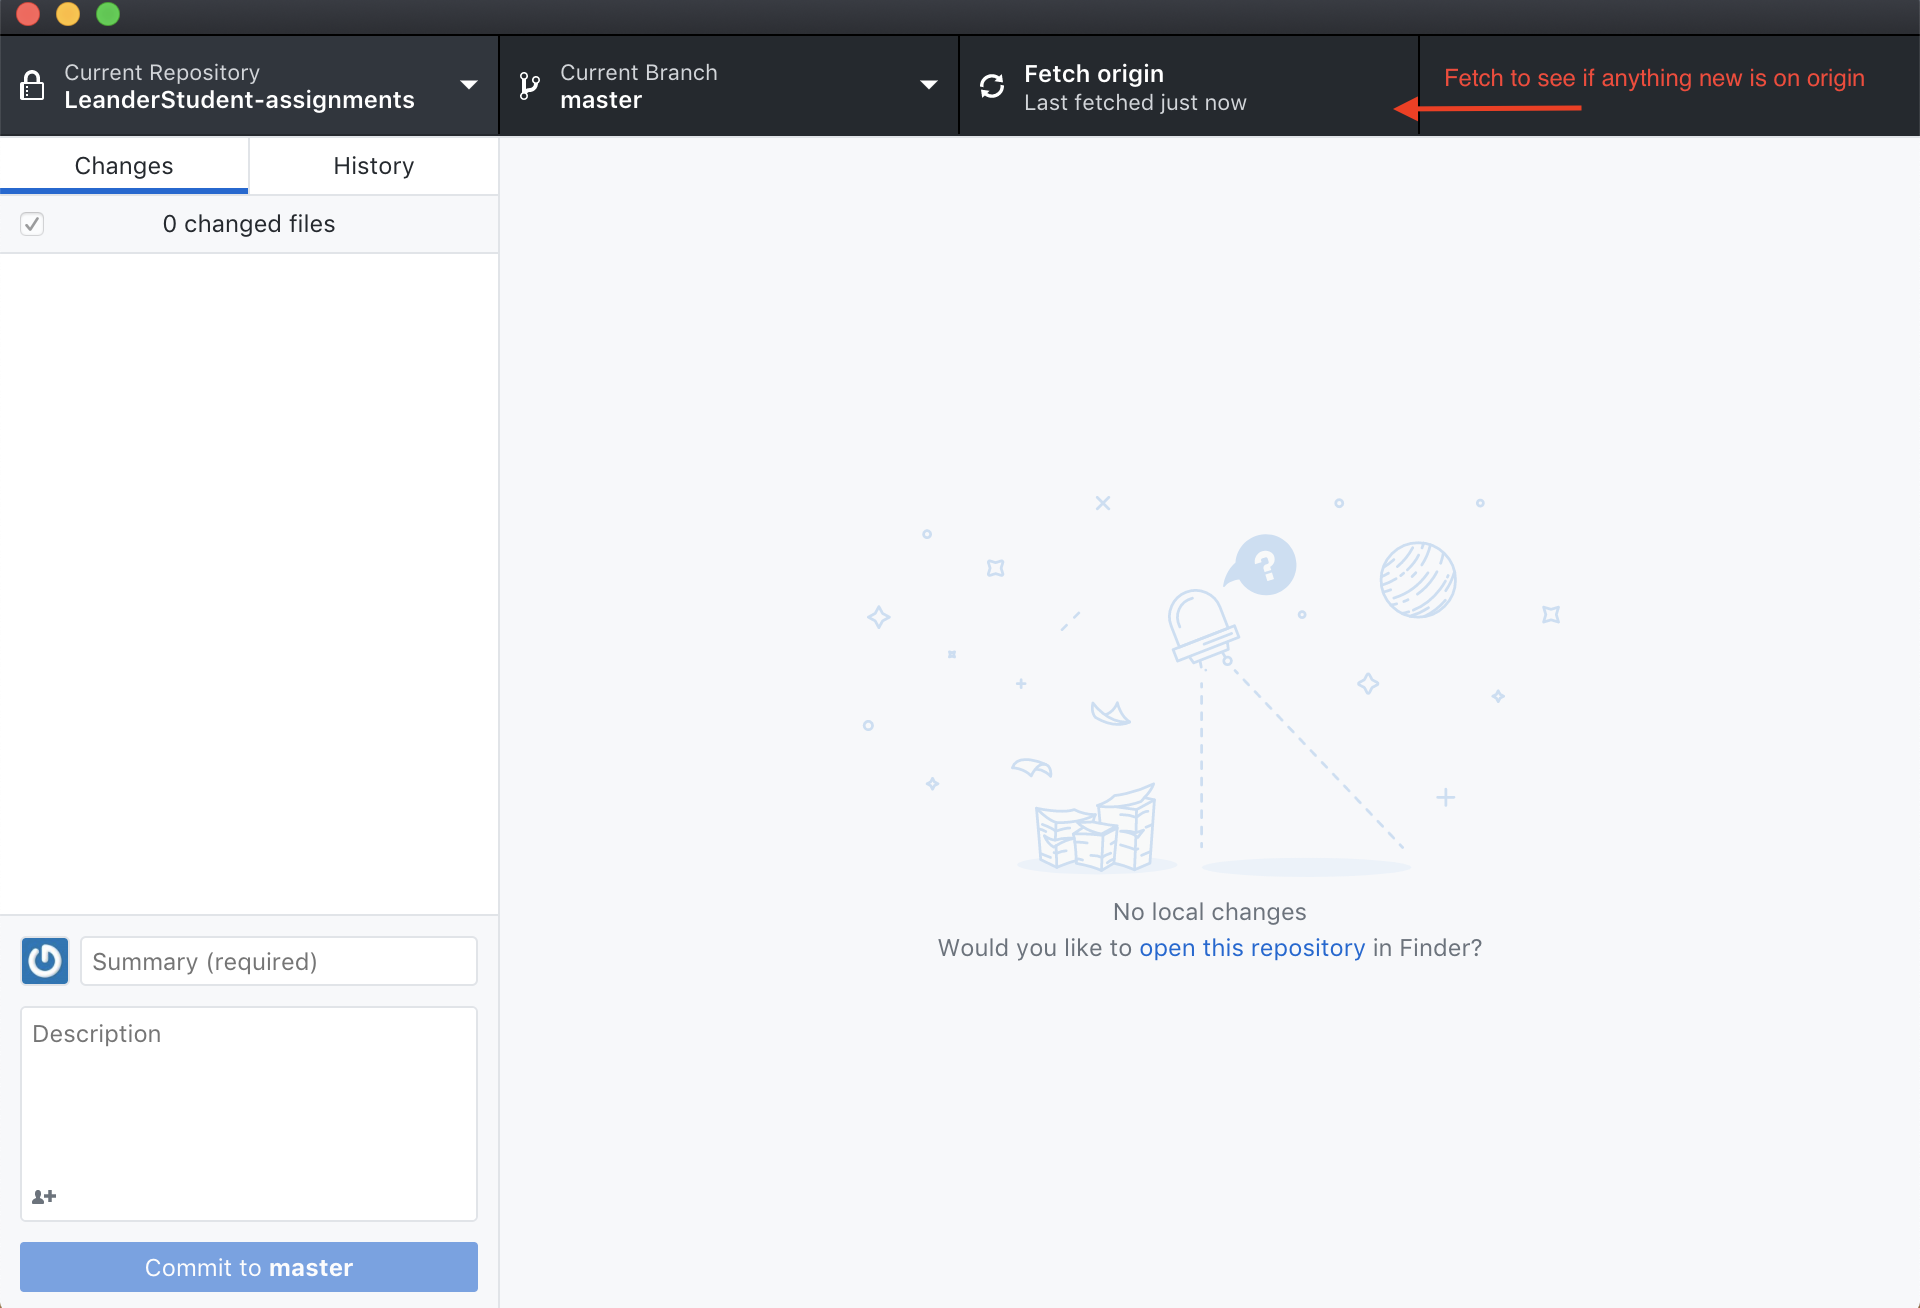 Current Repository
LeanderStudent-assignments
Current Branch
master
Fetch origin
Last fetched just now
Fetch to see if anything new is on origin
Changes
History
0 changed files
?
No local changes
Would you like to open this repository in Finder?
Summary (required)
Description
Commit to master